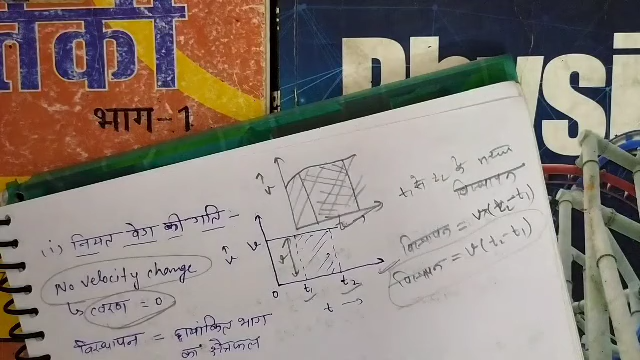 तकी
भाग-1
Physi
(i) नियत वेग की गति -
No velocity change
↳ त्वरण = 0
विस्थापन = छायांकित भाग
का क्षेत्रफल
v
v
v
v
0
t₁
t₂
t →
t₁ से t₂ के मध्य
विस्थापन
विस्थापन = v×(t₂-t₁)
विस्थापन = v(t₂-t₁)